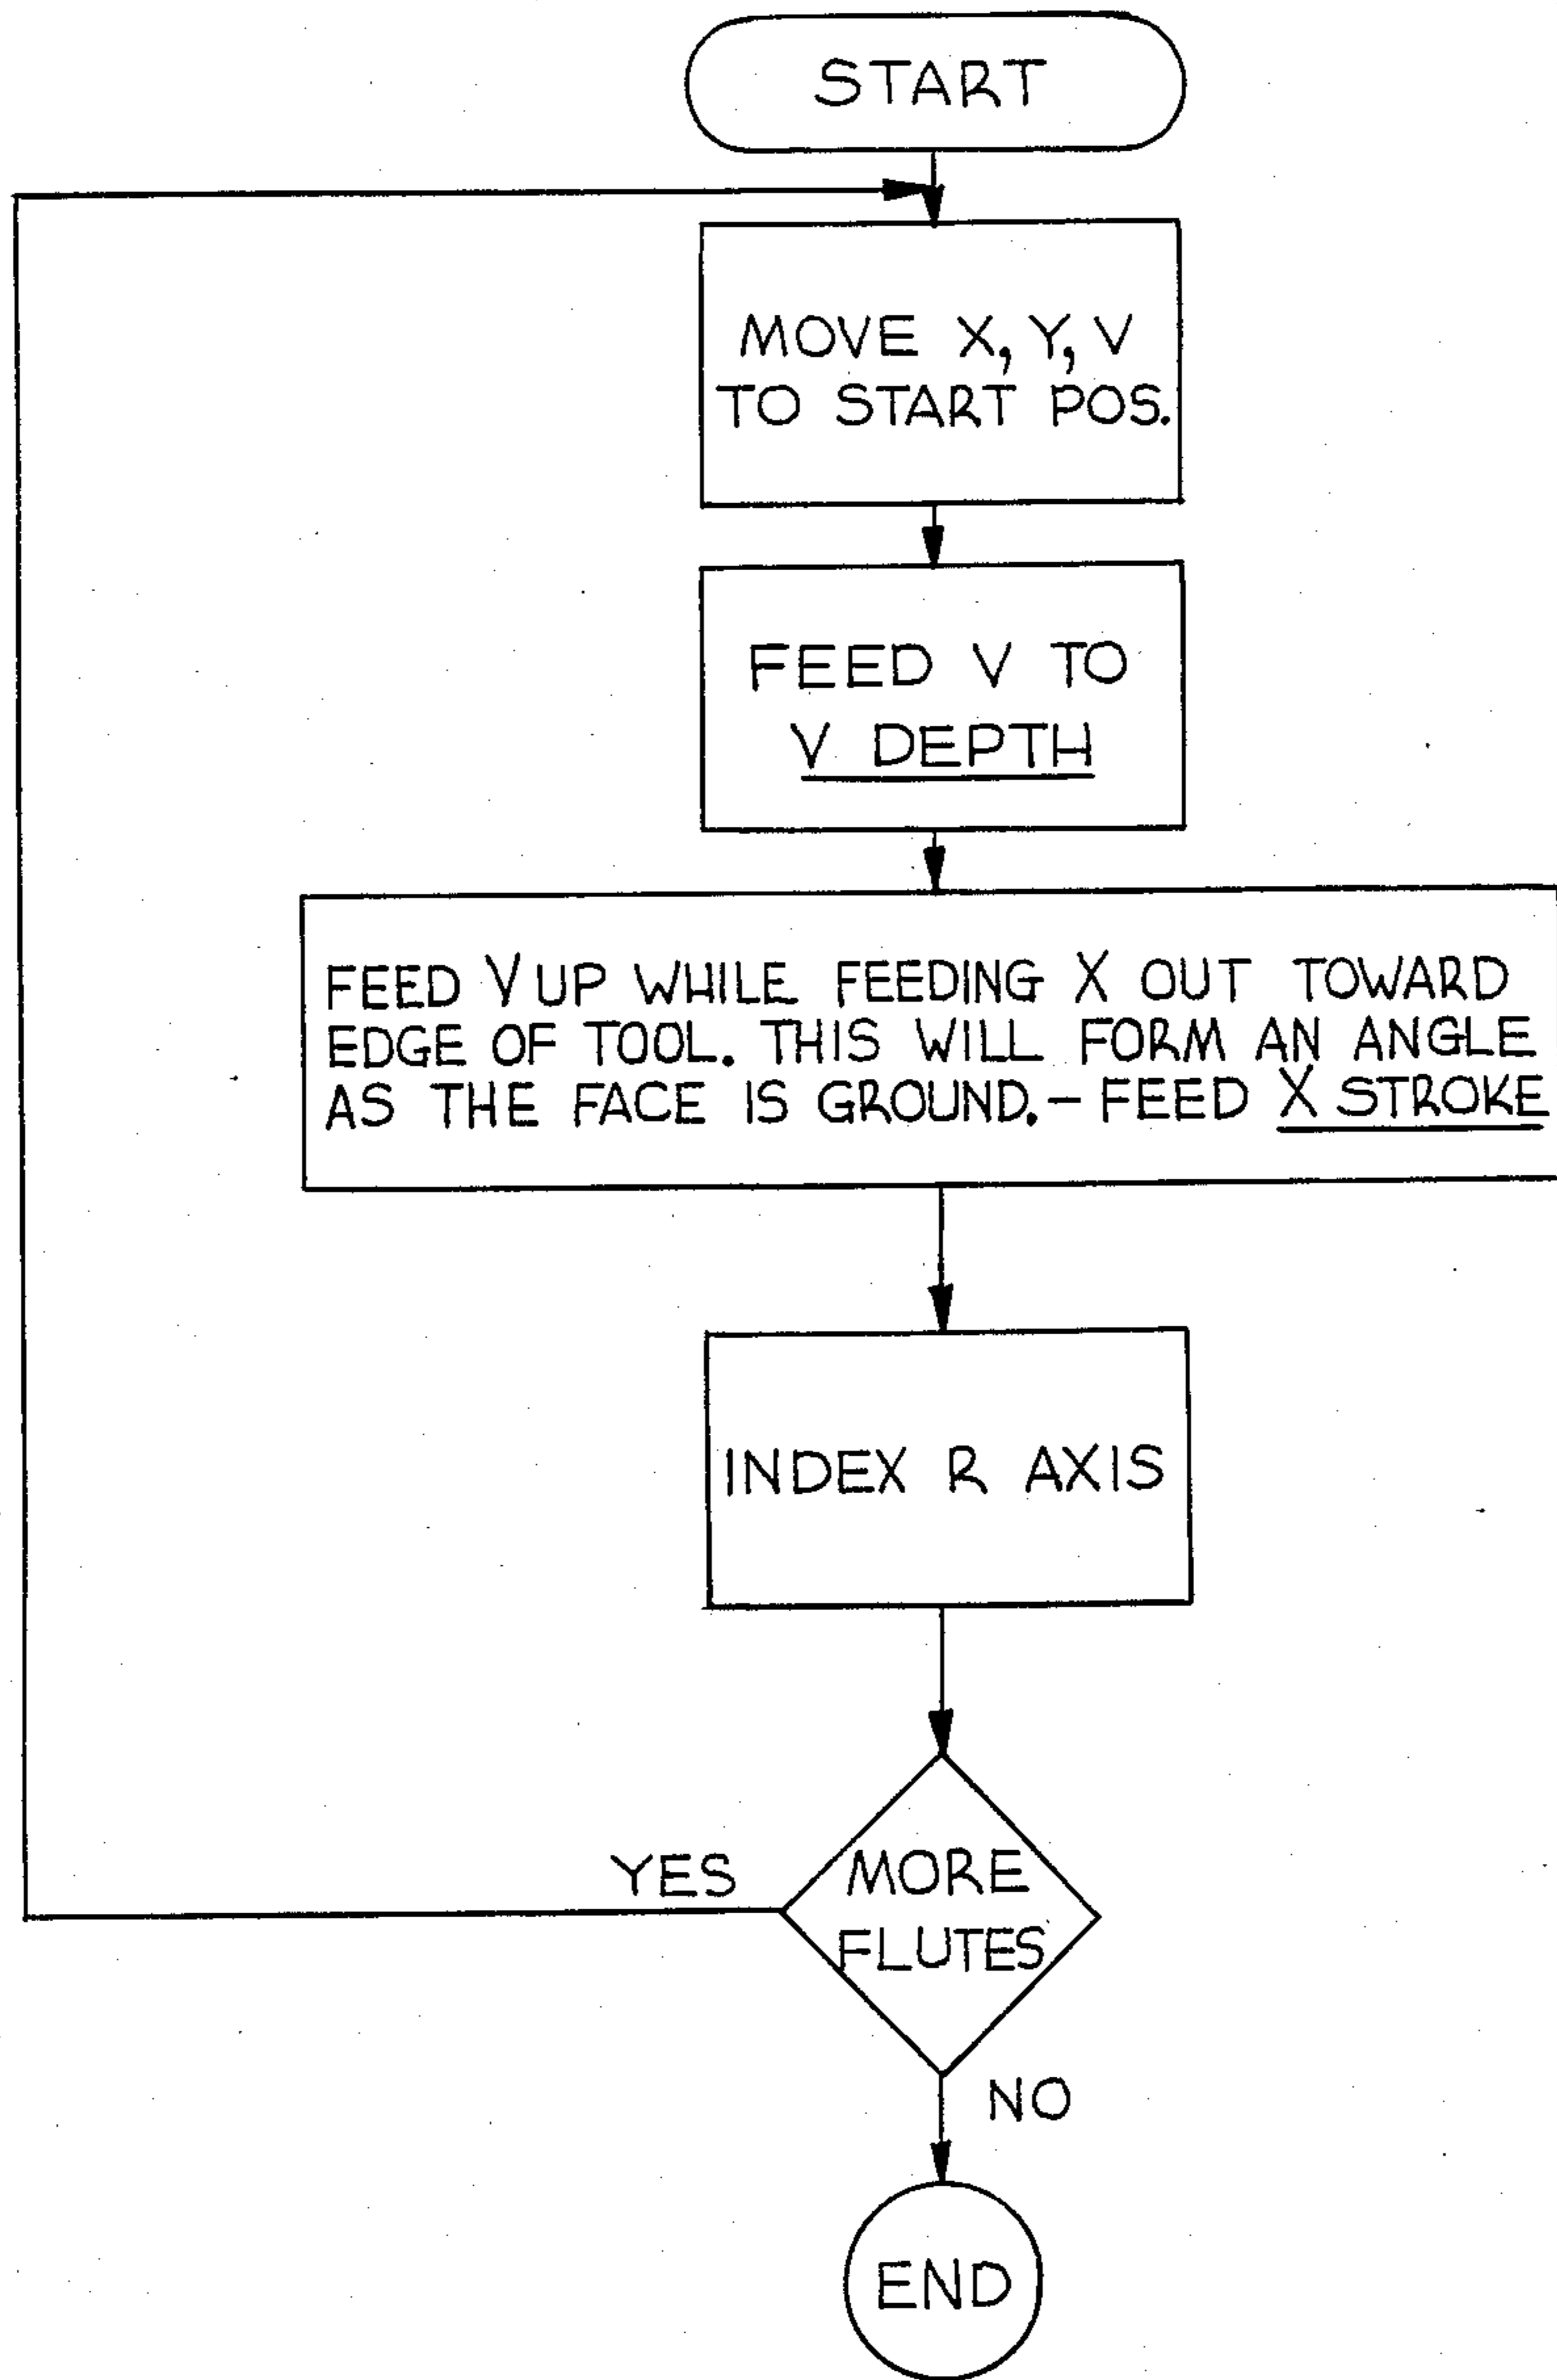 START
MOVE X, Y, V
TO START POS.
FEED V TO
V DEPTH
FEED V UP WHILE FEEDING X OUT TOWARD
EDGE OF TOOL. THIS WILL FORM AN ANGLE
AS THE FACE IS GROUND. – FEED X STROKE
INDEX R AXIS
MORE
FLUTES
YES
NO
END